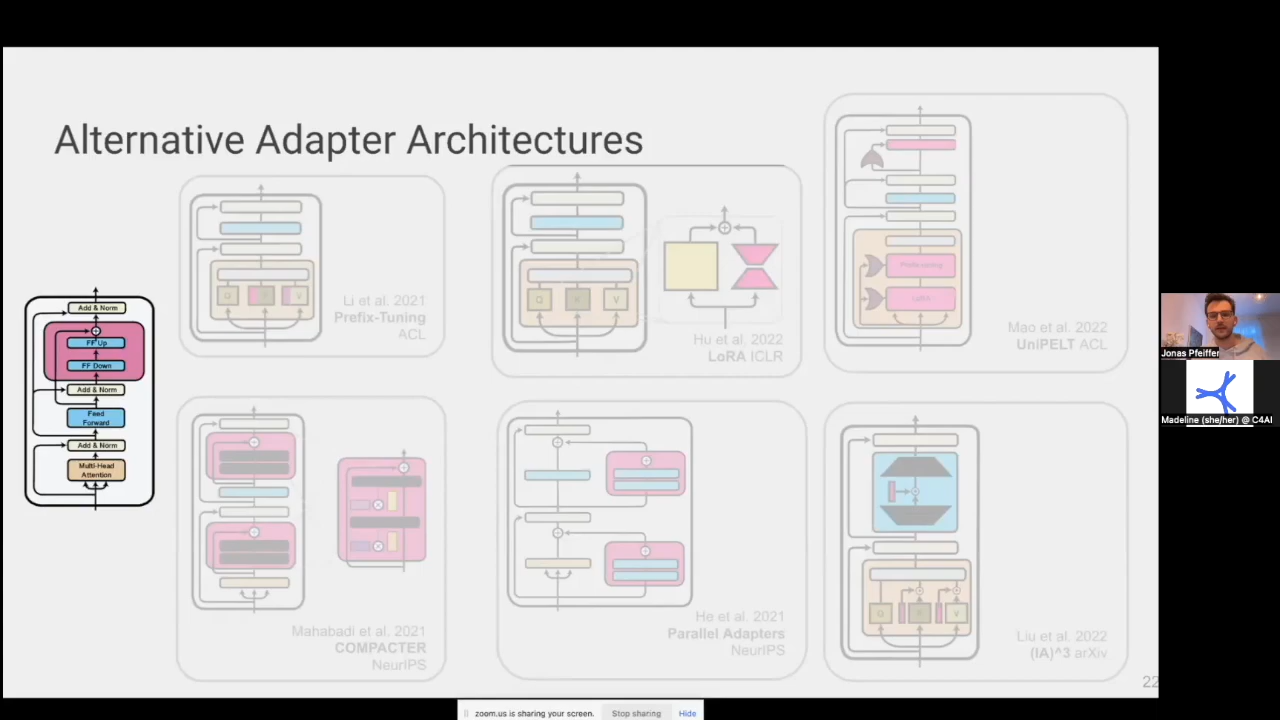 Alternative Adapter Architectures
Add & Norm
FF Up
FF Down
Add & Norm
Feed
Forward
Add & Norm
Multi-Head
Attention
Q
V
Li et al. 2021
Prefix-Tuning
ACL
Q
K
V
Hu et al. 2022
LoRA ICLR
Prefix-tuning
LoRA
Mao et al. 2022
UniPELT ACL
Mahabadi et al. 2021
COMPACTER
NeurIPS
He et al. 2021
Parallel Adapters
NeurIPS
Q
K
V
Liu et al. 2022
(IA)^3 arXiv
22
Jonas Pfeiffer
Madeline (she/her) @ C4AI
zoom.us is sharing your screen.
Stop sharing
Hide